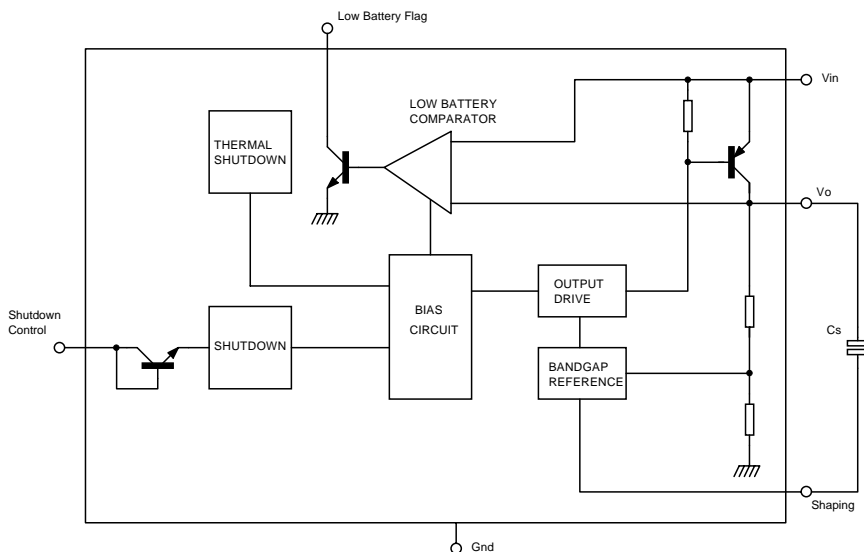 Low Battery Flag
Vin
LOW BATTERY
COMPARATOR
THERMAL
SHUTDOWN
Vo
Shutdown
Control
SHUTDOWN
BIAS
CIRCUIT
OUTPUT
DRIVE
BANDGAP
REFERENCE
Cs
Shaping
Gnd